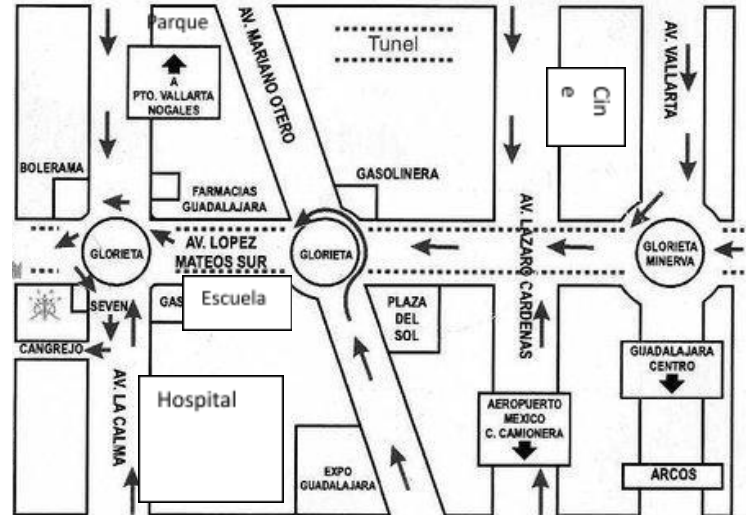 Parque
A
PTO. VALLARTA
NOGALES
AV. MARIANO OTERO
Tunel
Cin
e
AV. VALLARTA
BOLERAMA
FARMACIAS
GUADALAJARA
GASOLINERA
GLORIETA
AV. LOPEZ
MATEOS SUR
GLORIETA
AV. LAZARO CARDENAS
GLORIETA
MINERVA
SEVEN
GAS
Escuela
PLAZA
DEL
SOL
CANGREJO
AV. LA CALMA
Hospital
EXPO
GUADALAJARA
AEROPUERTO
MEXICO
C. CAMIONERA
GUADALAJARA
CENTRO
ARCOS